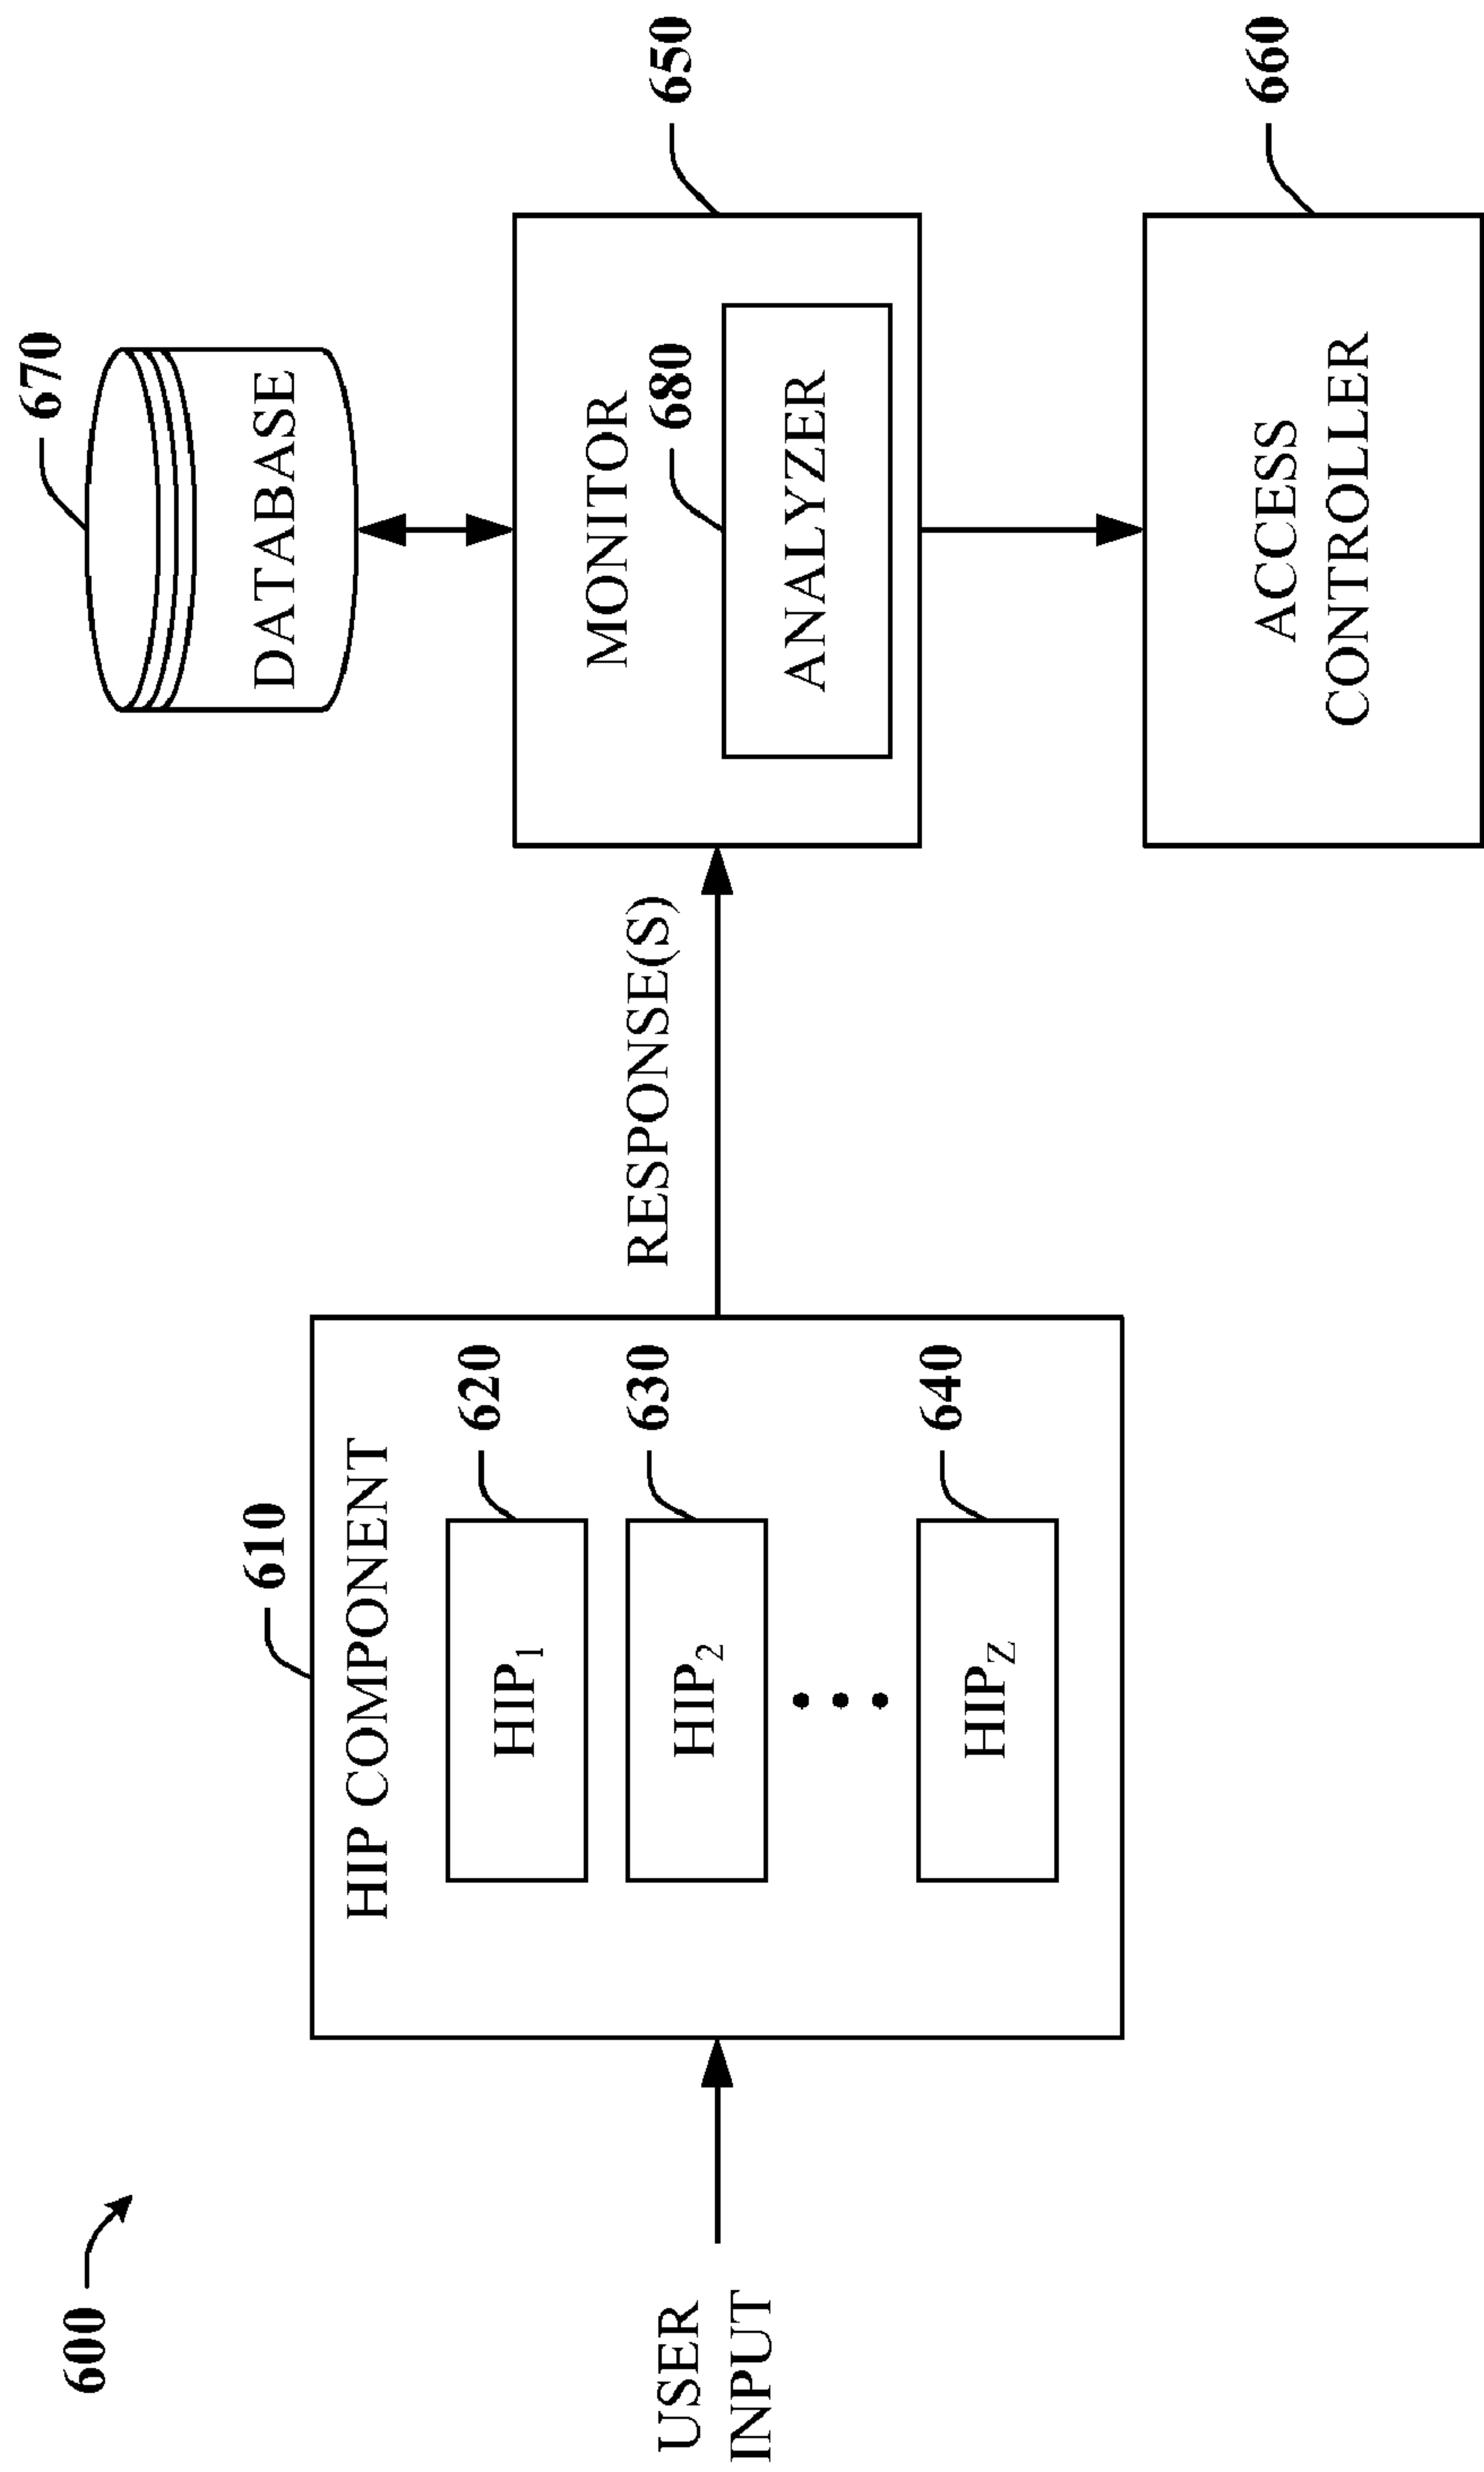 600
670
DATABASE
610
HIP COMPONENT
620
HIP1
630
HIP2
640
HIPZ
USER
INPUT
RESPONSE(S)
650
MONITOR
680
ANALYZER
660
ACCESS
CONTROLLER